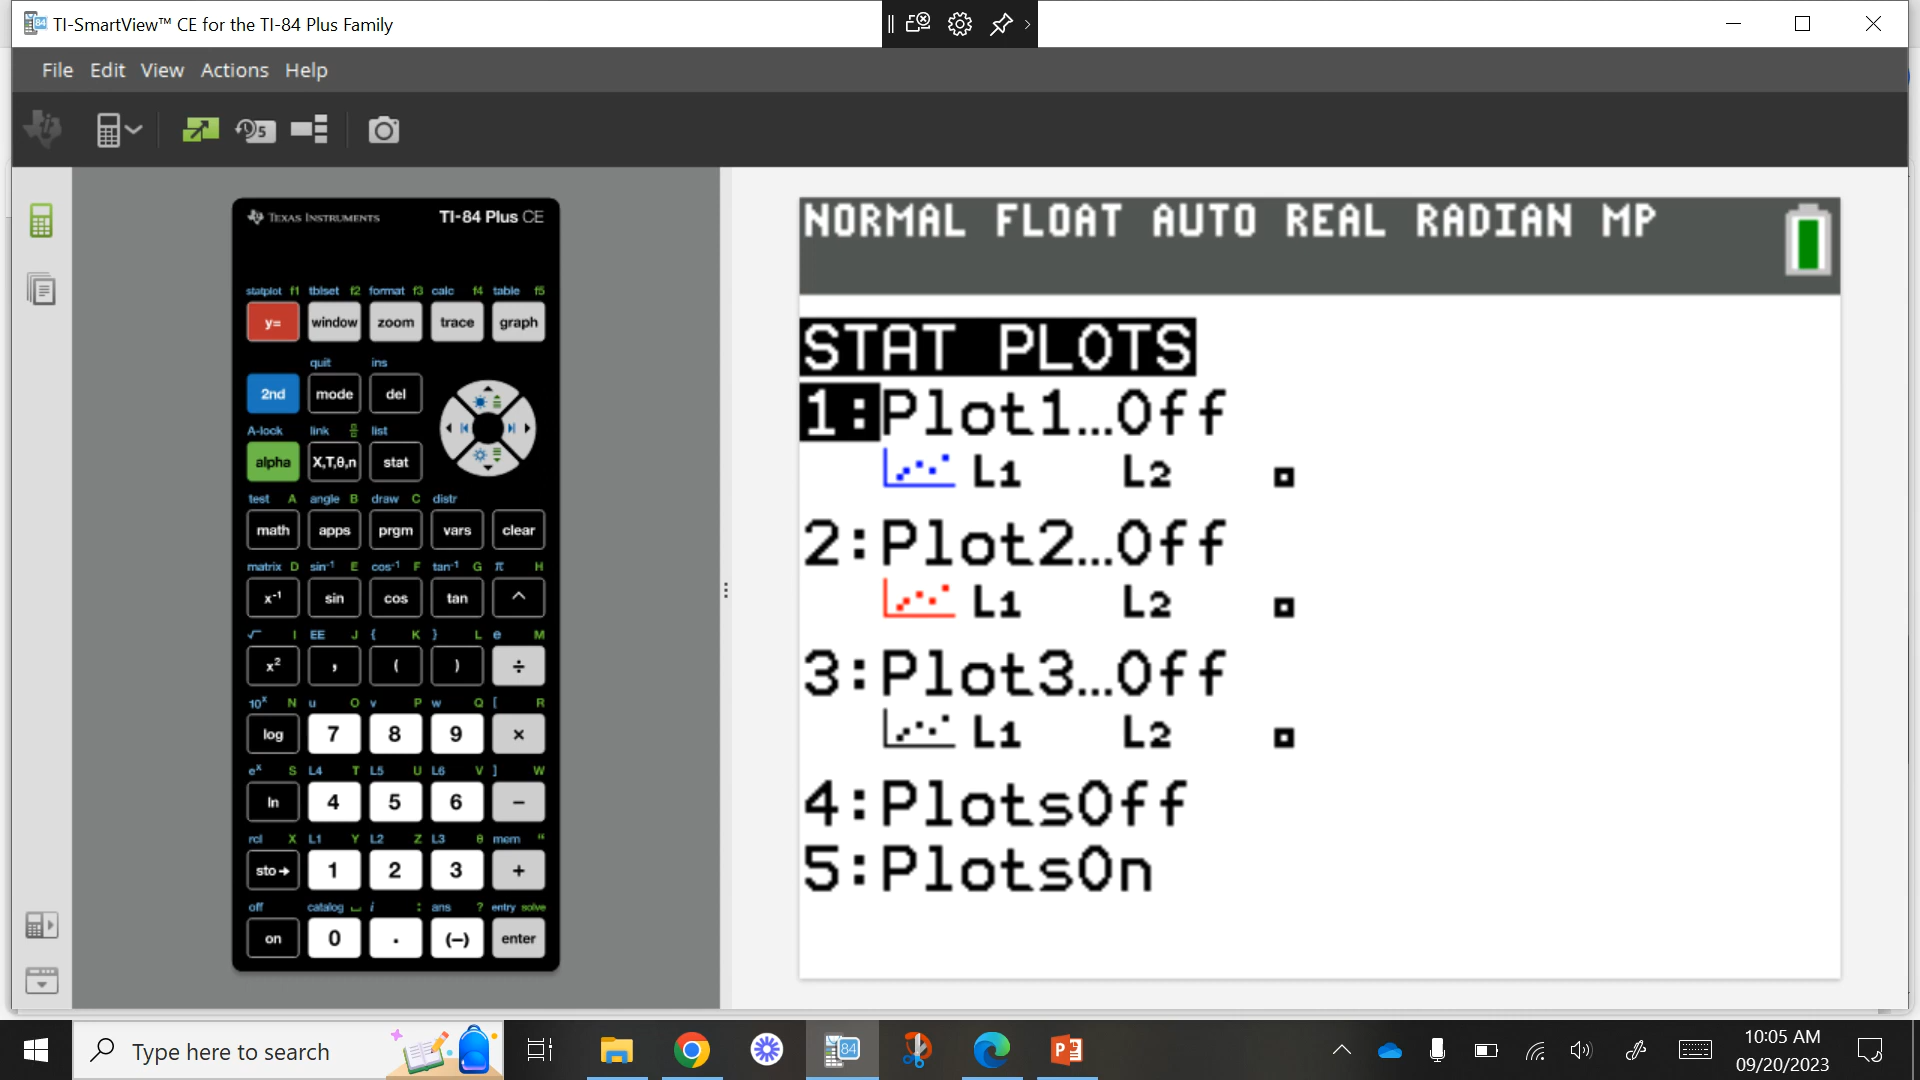 TI-SmartView™ CE for the TI-84 Plus Family
File Edit View Actions Help
TEXAS INSTRUMENTS TI-84 Plus CE
statplot f1 tblset f2 format f3 calc f4 table f5
y= window zoom trace graph
quit ins
2nd mode del
A-lock link list
alpha X,T,θ,n stat
test A angle B draw C distr
math apps prgm vars clear
matrix D sin⁻¹ E cos⁻¹ F tan⁻¹ G π H
x⁻¹ sin cos tan ^
√ I EE J { K } L e M
x² , ( ) ÷
10ˣ N u O v P w Q [ R
log 7 8 9 ×
eˣ S L4 T L5 U L6 V ] W
ln 4 5 6 −
rcl X L1 Y L2 Z L3 θ mem "
sto→ 1 2 3 +
off catalog i : ans ? entry solve
on 0 . (−) enter
NORMAL FLOAT AUTO REAL RADIAN MP
STAT PLOTS
1:Plot1...Off
L1 L2
2:Plot2...Off
L1 L2
3:Plot3...Off
L1 L2
4:PlotsOff
5:PlotsOn
Type here to search
84
10:05 AM
09/20/2023